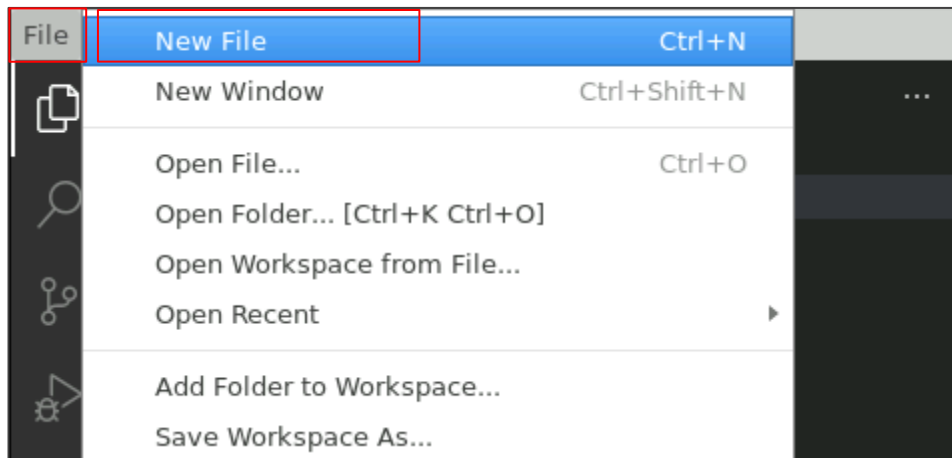 File
New File Ctrl+N
New Window Ctrl+Shift+N
...
Open File... Ctrl+O
Open Folder... [Ctrl+K Ctrl+O]
Open Workspace from File...
Open Recent
Add Folder to Workspace...
Save Workspace As...